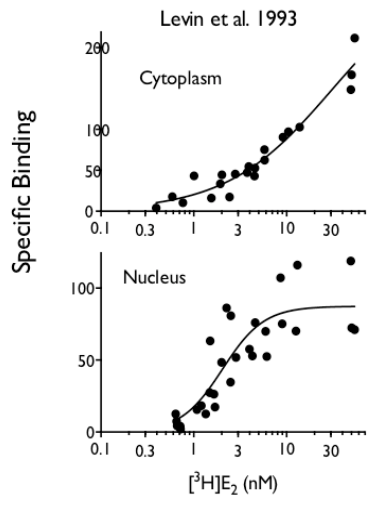 Levin et al. 1993
Specific Binding
200
Cytoplasm
100
50
0
0.1 0.3 1 3 10 30
Nucleus
100
50
0
0.1 0.3 1 3 10 30
[³H]E₂ (nM)